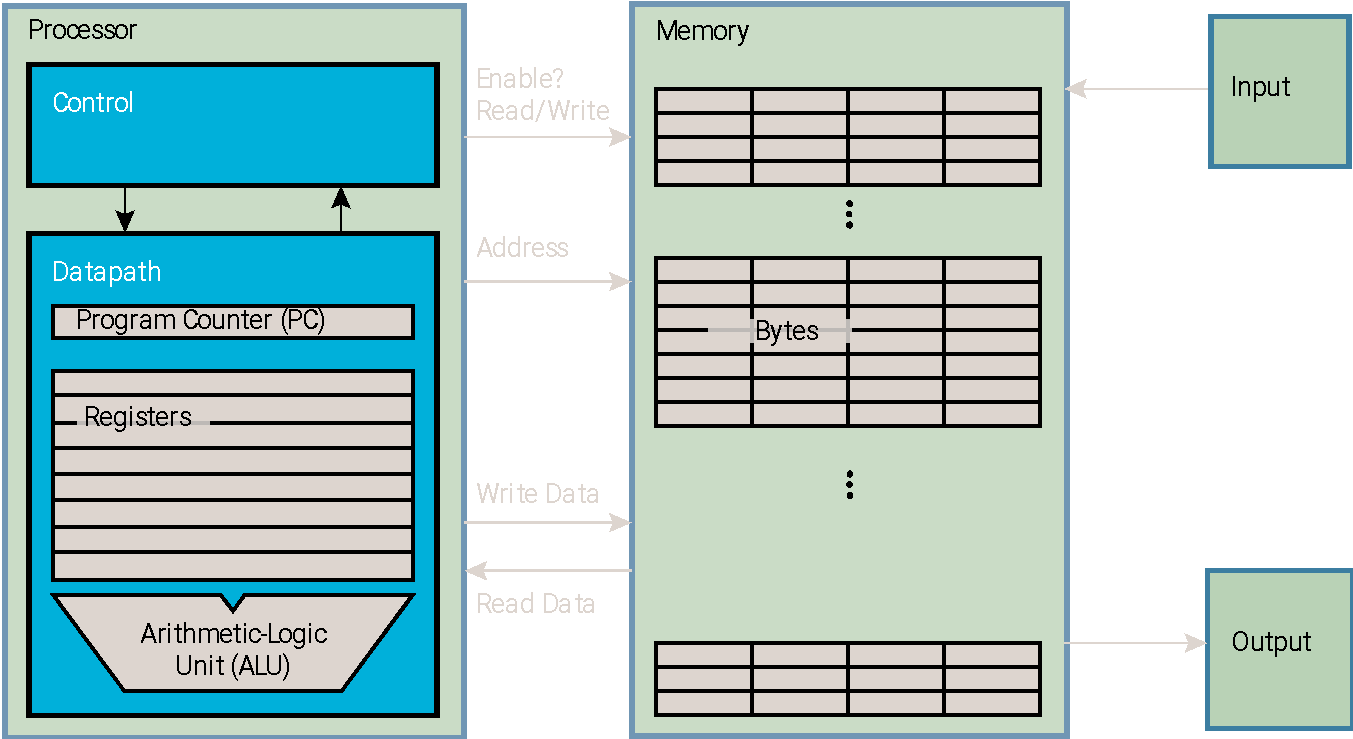 Processor
Control
Datapath
Program Counter (PC)
Registers
Arithmetic-Logic
Unit (ALU)
Enable?
Read/Write
Address
Write Data
Read Data
Memory
Bytes
Input
Output